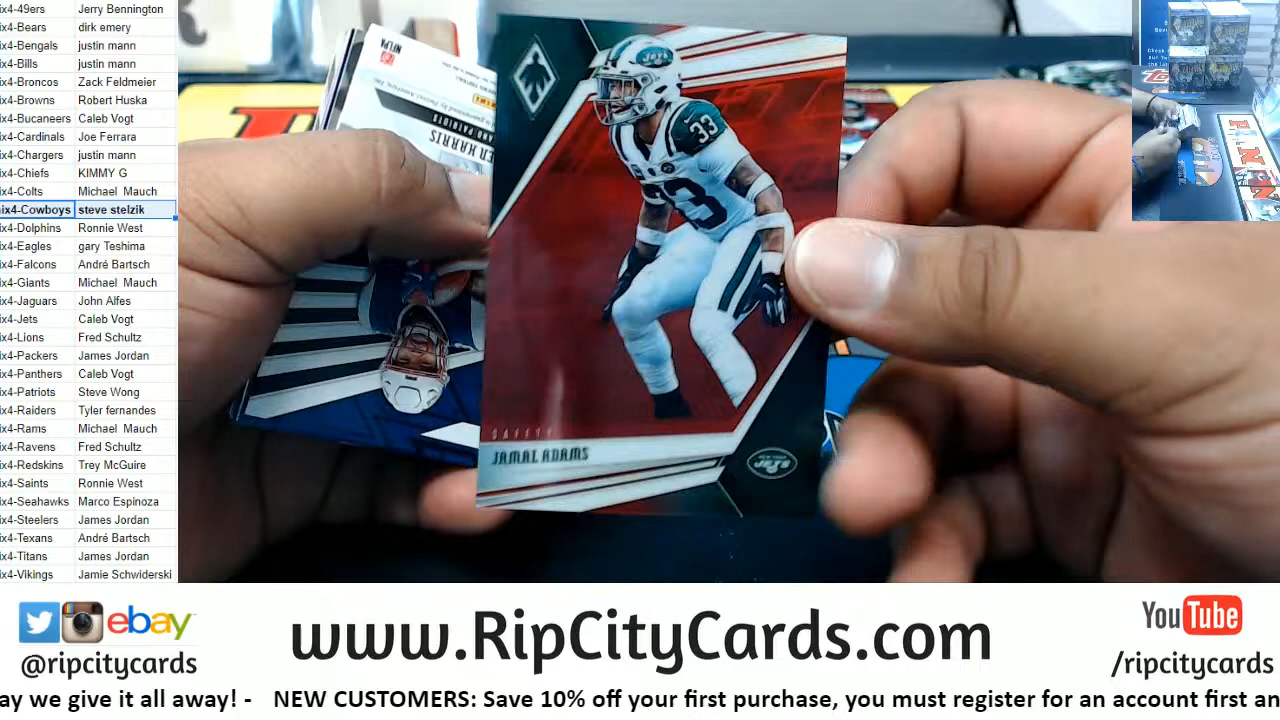 ix4-49ers Jerry Bennington
ix4-Bears dirk emery
ix4-Bengals justin mann
ix4-Bills justin mann
ix4-Broncos Zack Feldmeier
ix4-Browns Robert Huska
ix4-Bucaneers Caleb Vogt
ix4-Cardinals Joe Ferrara
ix4-Chargers justin mann
ix4-Chiefs KIMMY G
ix4-Colts Michael Mauch
ix4-Cowboys steve stelzik
ix4-Dolphins Ronnie West
ix4-Eagles gary Teshima
ix4-Falcons André Bartsch
ix4-Giants Michael Mauch
ix4-Jaguars John Alfes
ix4-Jets Caleb Vogt
ix4-Lions Fred Schultz
ix4-Packers James Jordan
ix4-Panthers Caleb Vogt
ix4-Patriots Steve Wong
ix4-Raiders Tyler fernandes
ix4-Rams Michael Mauch
ix4-Ravens Fred Schultz
ix4-Redskins Trey McGuire
ix4-Saints Ronnie West
ix4-Seahawks Marco Espinoza
ix4-Steelers James Jordan
ix4-Texans André Bartsch
ix4-Titans James Jordan
ix4-Vikings Jamie Schwiderski
NFLPA
HARRIS
PATRIOTS
JETS
33
33
JAMAL ADAMS
SAFETY
JETS
ebay
@ripcitycards
www.RipCityCards.com
YouTube
/ripcitycards
ay we give it all away! - NEW CUSTOMERS: Save 10% off your first purchase, you must register for an account first an